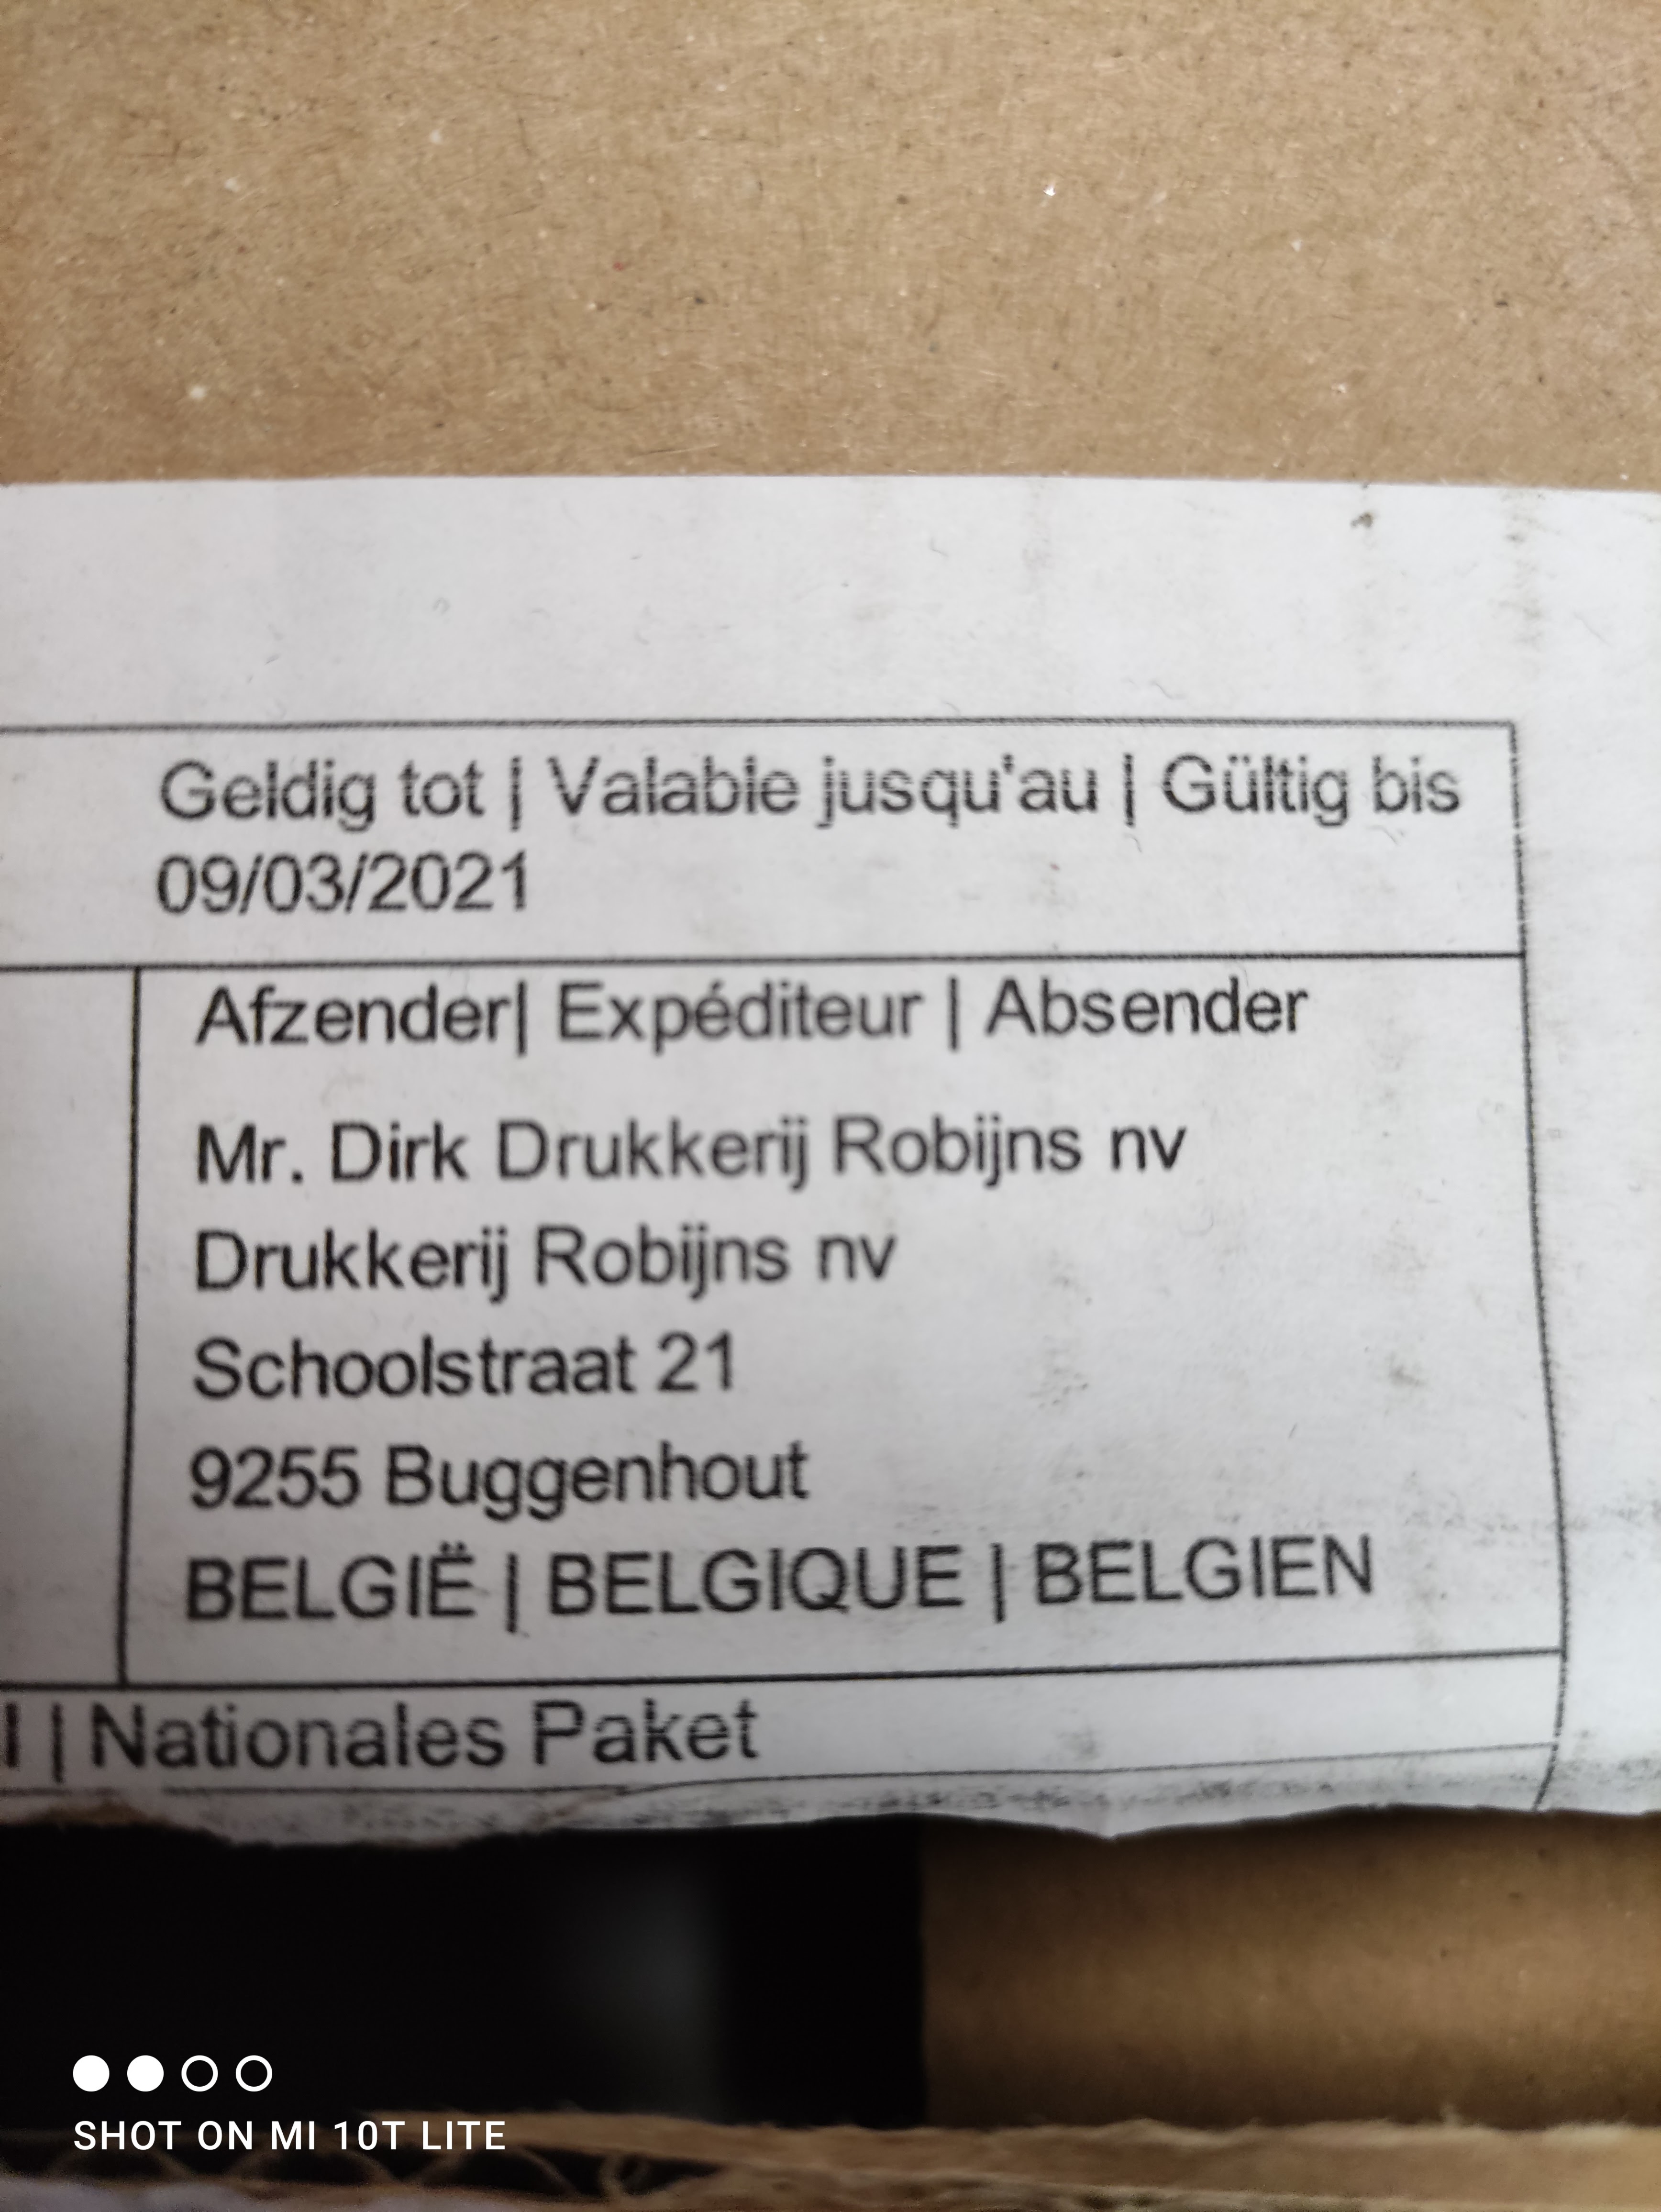 Geldig tot | Valable jusqu'au | Gültig bis
09/03/2021
Afzender| Expéditeur | Absender
Mr. Dirk Drukkerij Robijns nv
Drukkerij Robijns nv
Schoolstraat 21
9255 Buggenhout
BELGIË | BELGIQUE | BELGIEN
l | Nationales Paket
SHOT ON MI 10T LITE